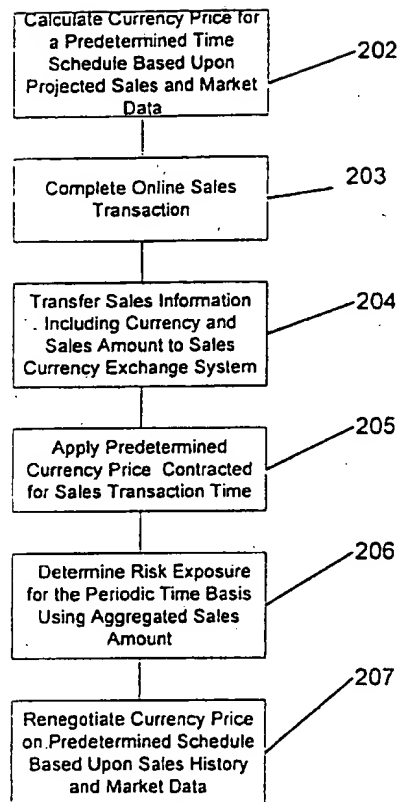 Calculate Currency Price for
a Predetermined Time
Schedule Based Upon
Projected Sales and Market
Data
202
Complete Online Sales
Transaction
203
Transfer Sales Information
Including Currency and
Sales Amount to Sales
Currency Exchange System
204
Apply Predetermined
Currency Price Contracted
for Sales Transaction Time
205
Determine Risk Exposure
for the Periodic Time Basis
Using Aggregated Sales
Amount
206
Renegotiate Currency Price
on Predetermined Schedule
Based Upon Sales History
and Market Data
207